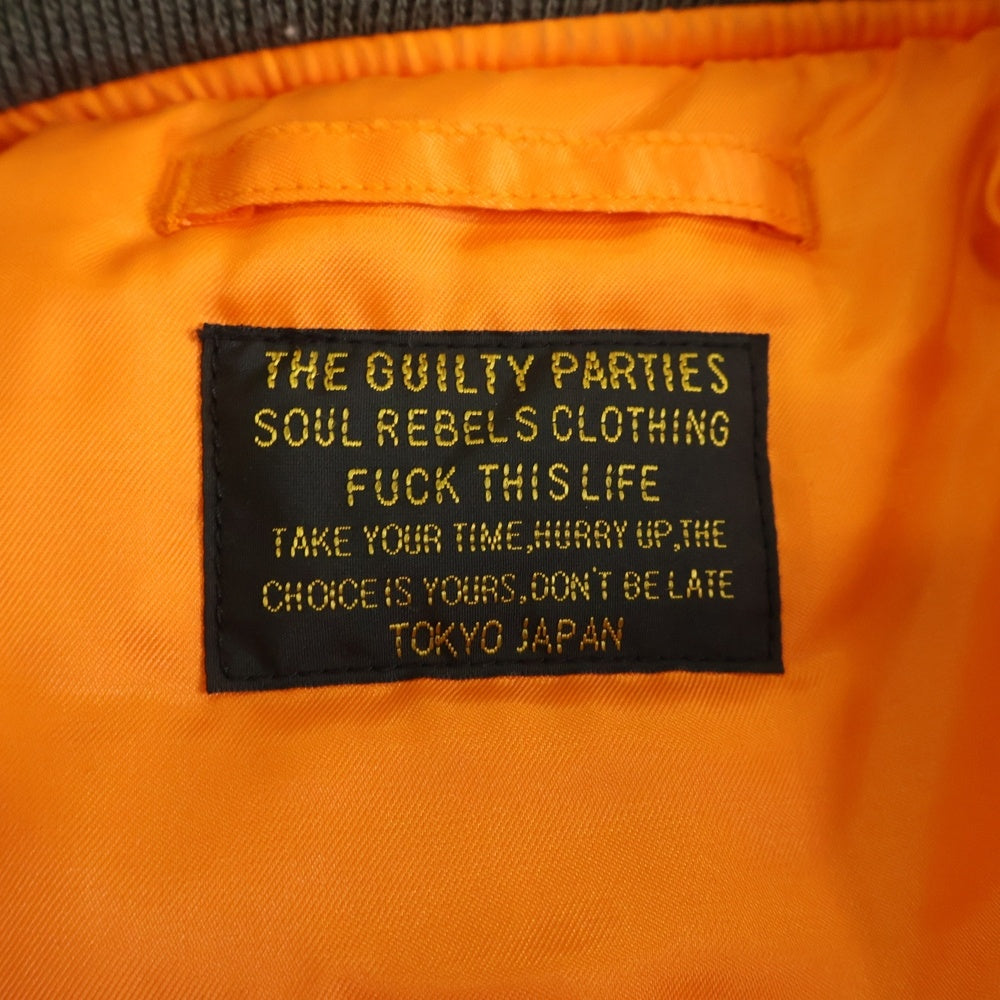 THE GUILTY PARTIES
SOUL REBELS CLOTHING
FUCK THIS LIFE
TAKE YOUR TIME,HURRY UP,THE
CHOICE IS YOURS,DON'T BE LATE
TOKYO JAPAN